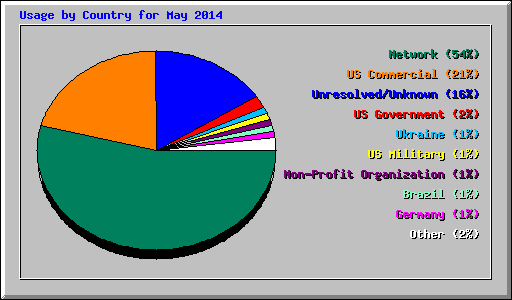 Usage by Country for May 2014
Network (54%)
US Commercial (21%)
Unresolved/Unknown (16%)
US Government (2%)
Ukraine (1%)
US Military (1%)
Non-Profit Organization (1%)
Brazil (1%)
Germany (1%)
Other (2%)